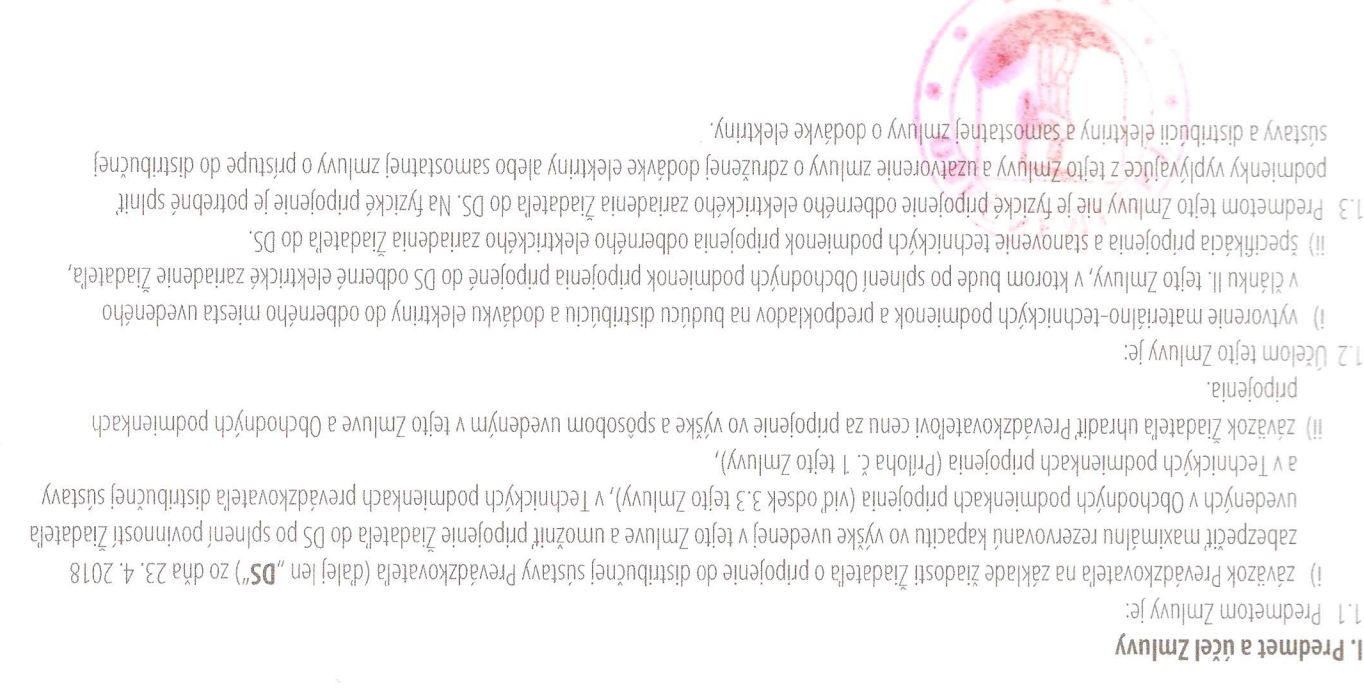 I. Predmet a účel Zmluvy
1.1 Predmetom Zmluvy je:
i) záväzok Prevádzkovateľa na základe žiadosti Žiadateľa o pripojenie do distribučnej sústavy Prevádzkovateľa (ďalej len „DS") zo dňa 23. 4. 2018
zabezpečiť maximálnu rezervovanú kapacitu vo výške uvedenej v tejto Zmluve a umožniť pripojenie Žiadateľa do DS po splnení povinností Žiadateľa
uvedených v Obchodných podmienkach pripojenia (viď odsek 3.3 tejto Zmluvy), v Technických podmienkach prevádzkovateľa distribučnej sústavy
a v Technických podmienkach pripojenia (Príloha č. 1 tejto Zmluvy),
ii) záväzok Žiadateľa uhradiť Prevádzkovateľovi cenu za pripojenie vo výške a spôsobom uvedeným v tejto Zmluve a Obchodných podmienkach
pripojenia.
1.2 Účelom tejto Zmluvy je:
i) vytvorenie materiálno-technických podmienok a predpokladov na budúcu distribúciu a dodávku elektriny do odberného miesta uvedeného
v článku II. tejto Zmluvy, v ktorom bude po splnení Obchodných podmienok pripojenia pripojené do DS odberné elektrické zariadenie Žiadateľa,
ii) špecifikácia pripojenia a stanovenie technických podmienok pripojenia odberného elektrického zariadenia Žiadateľa do DS.
1.3 Predmetom tejto Zmluvy nie je fyzické pripojenie odberného elektrického zariadenia Žiadateľa do DS. Na fyzické pripojenie je potrebné splniť
podmienky vyplývajúce z tejto Zmluvy a uzatvorenie zmluvy o združenej dodávke elektriny alebo samostatnej zmluvy o prístupe do distribučnej
sústavy a distribúcii elektriny a samostatnej zmluvy o dodávke elektriny.